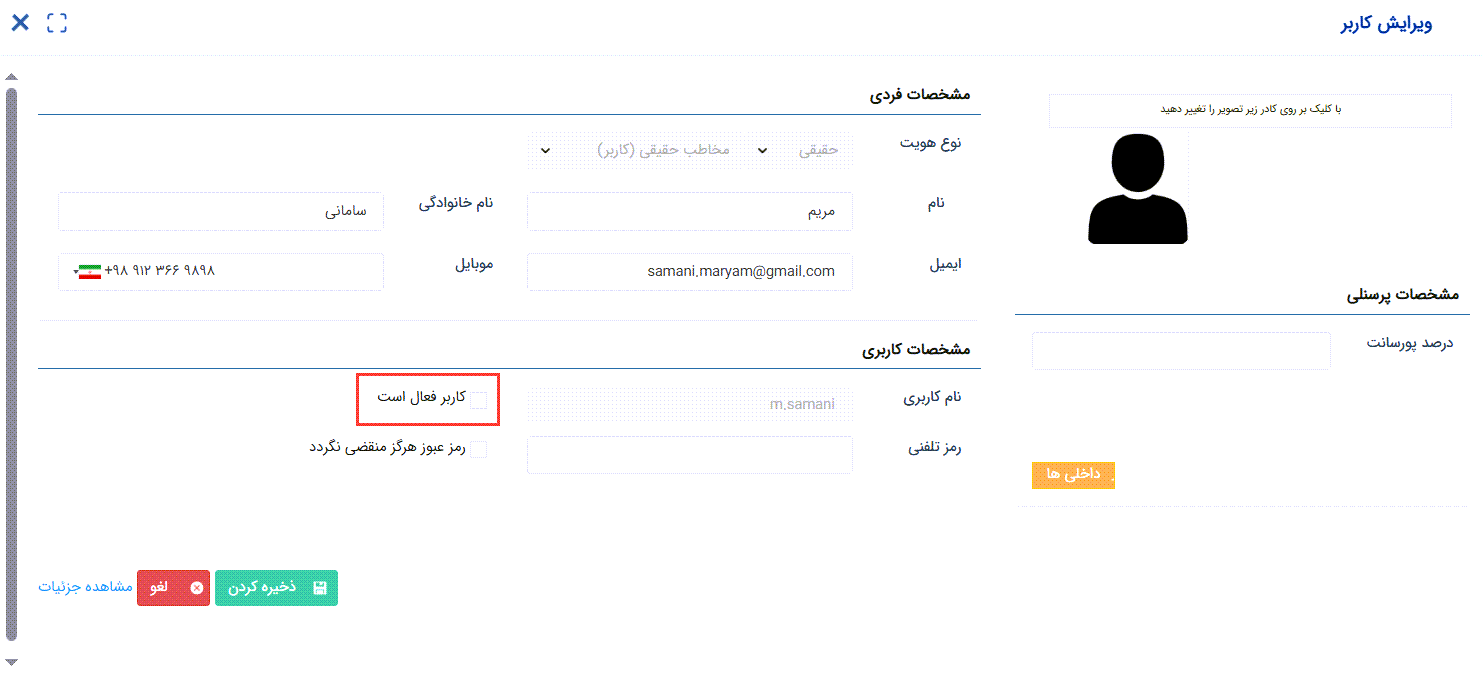 ویرایش کاربر
با کلیک بر روی کادر زیر تصویر را تغییر دهید
مشخصات پرسنلی
درصد پورسانت
داخلی ها
مشخصات فردی
نوع هویت
حقیقی
مخاطب حقیقی (کاربر)
نام
مریم
نام خانوادگی
سامانی
ایمیل
samani.maryam@gmail.com
موبایل
+۹۸ ۹۱۲ ۳۶۶ ۹۸۹۸
مشخصات کاربری
نام کاربری
m.samani
کاربر فعال است
رمز تلفنی
رمز عبوز هرگز منقضی نگردد
ذخیره کردن
لغو
مشاهده جزئیات